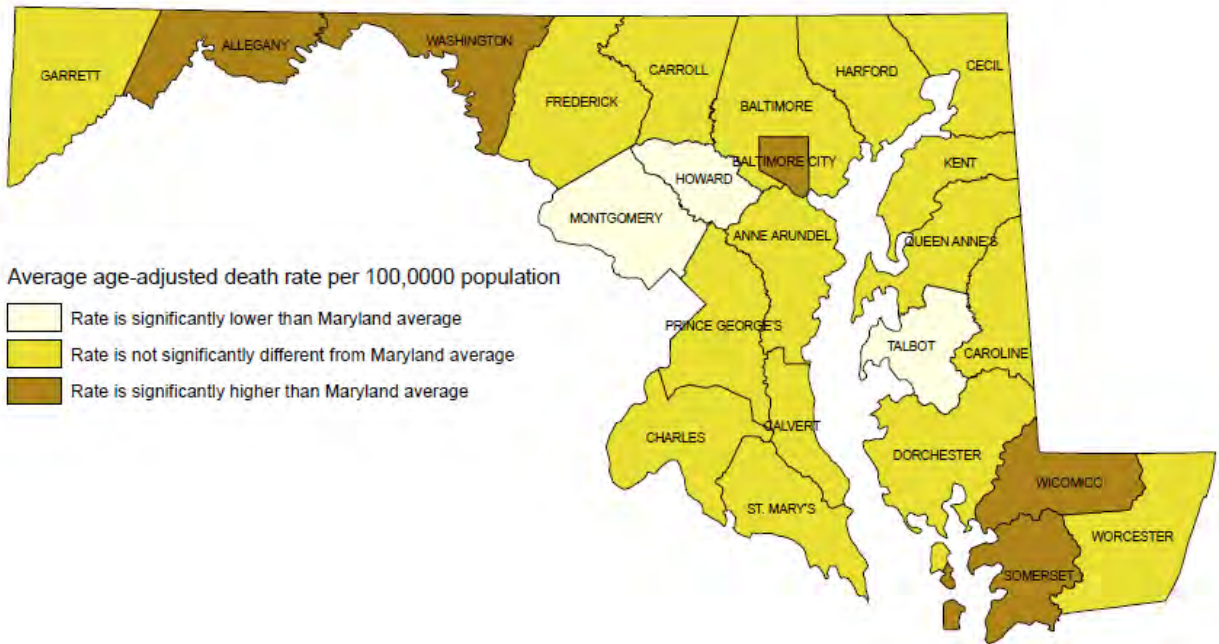 ALLEGANY
WASHINGTON
GARRETT
CARROLL
HARFORD
CECIL
FREDERICK
BALTIMORE
BALTIMORE CITY
KENT
HOWARD
MONTGOMERY
ANNE ARUNDEL
QUEEN ANNE'S
Average age-adjusted death rate per 100,0000 population
Rate is significantly lower than Maryland average
Rate is not significantly different from Maryland average
Rate is significantly higher than Maryland average
PRINCE GEORGE'S
TALBOT
CAROLINE
CALVERT
CHARLES
DORCHESTER
WICOMICO
ST. MARY'S
WORCESTER
SOMERSET